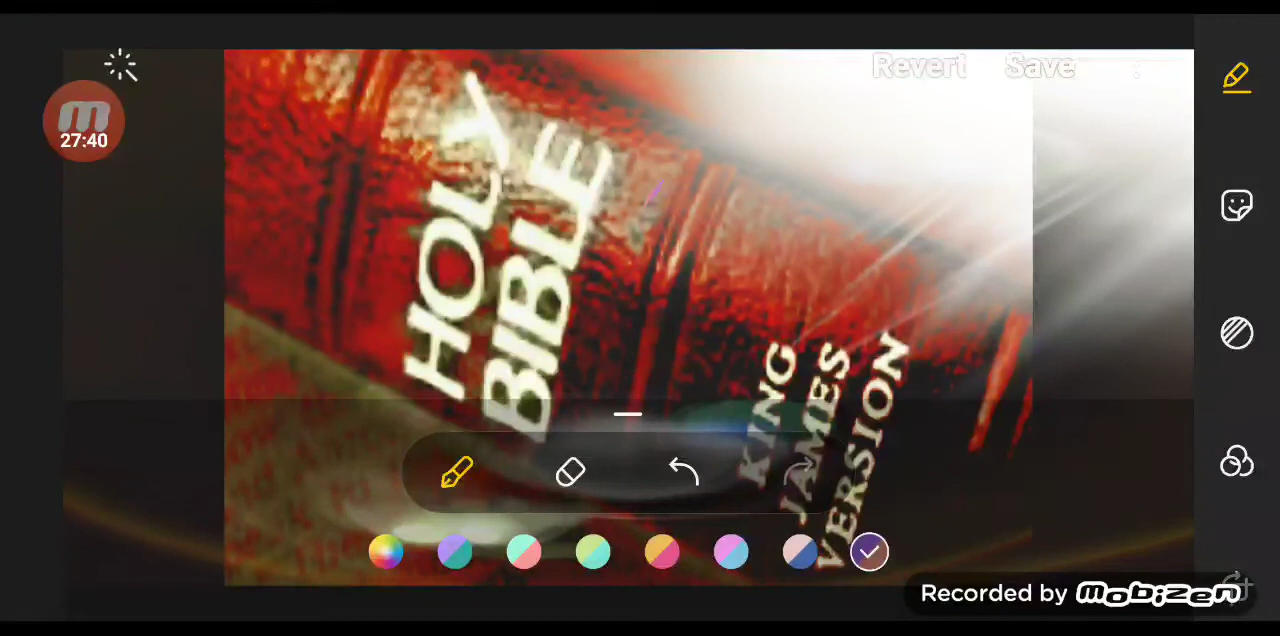 Revert Save
m
27:40
HOLY
BIBLE
KING
JAMES
VERSION
Recorded by mobizen